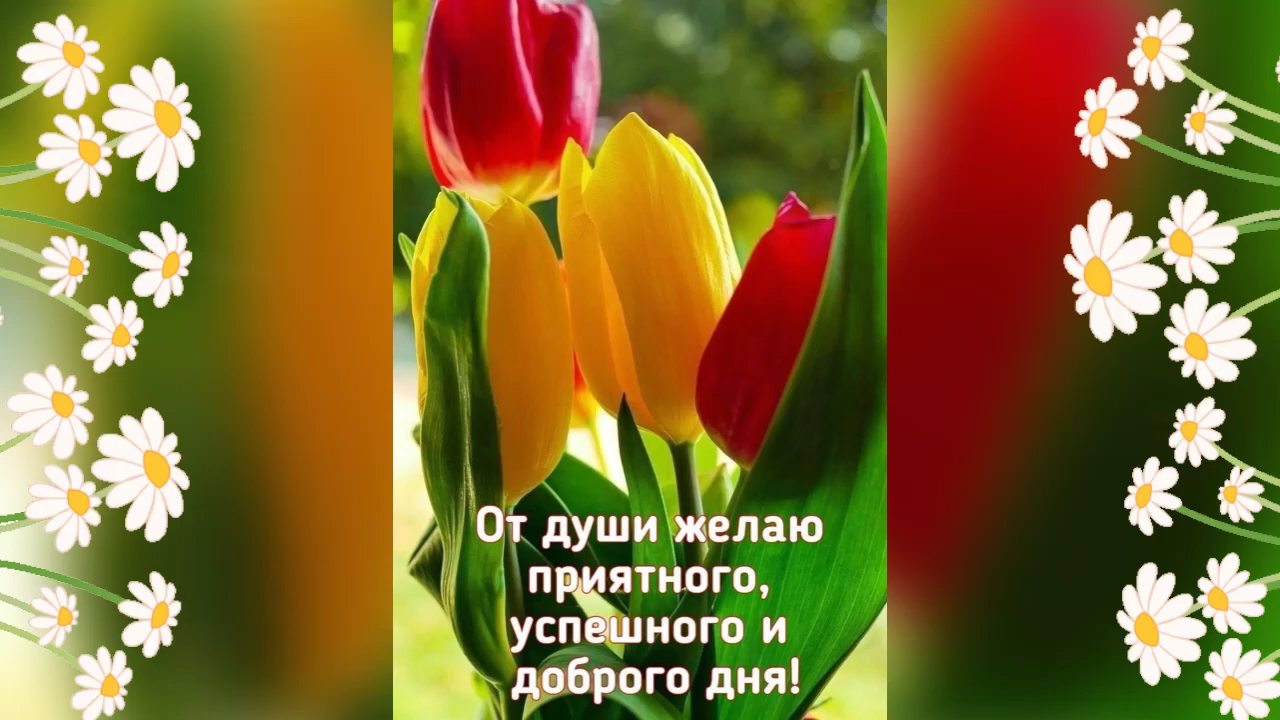 От души желаю
приятного,
успешного и
доброго дня!